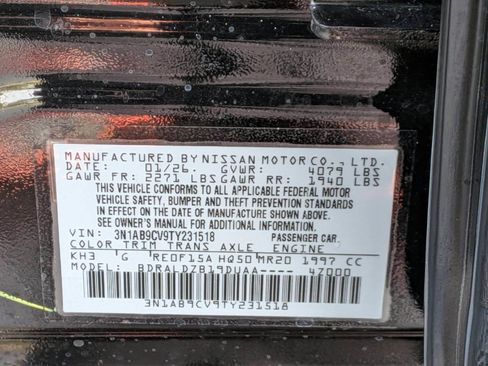 MANUFACTURED BY NISSAN MOTOR CO., LTD.
DATE: 01/26 GVWR: 4079 LBS
GAWR FR: 2271 LBS GAWR RR: 1940 LBS
THIS VEHICLE CONFORMS TO ALL APPLICABLE FEDERAL MOTOR
VEHICLE SAFETY, BUMPER AND THEFT PREVENTION STANDARDS
IN EFFECT ON THE DATE OF MANUFACTURE SHOWN ABOVE.
SEE OWNER'S MANUAL FOR ADDITIONAL INFORMATION
VIN: 3N1AB9CV9TY231518 PASSENGER CAR.
COLOR TRIM TRANS AXLE ENGINE
KH3 G RE0F15A HQ50 MR20 1997 CC
MODEL: BDRALDZB19DUAA---- 47000
3N1AB9CV9TY231518